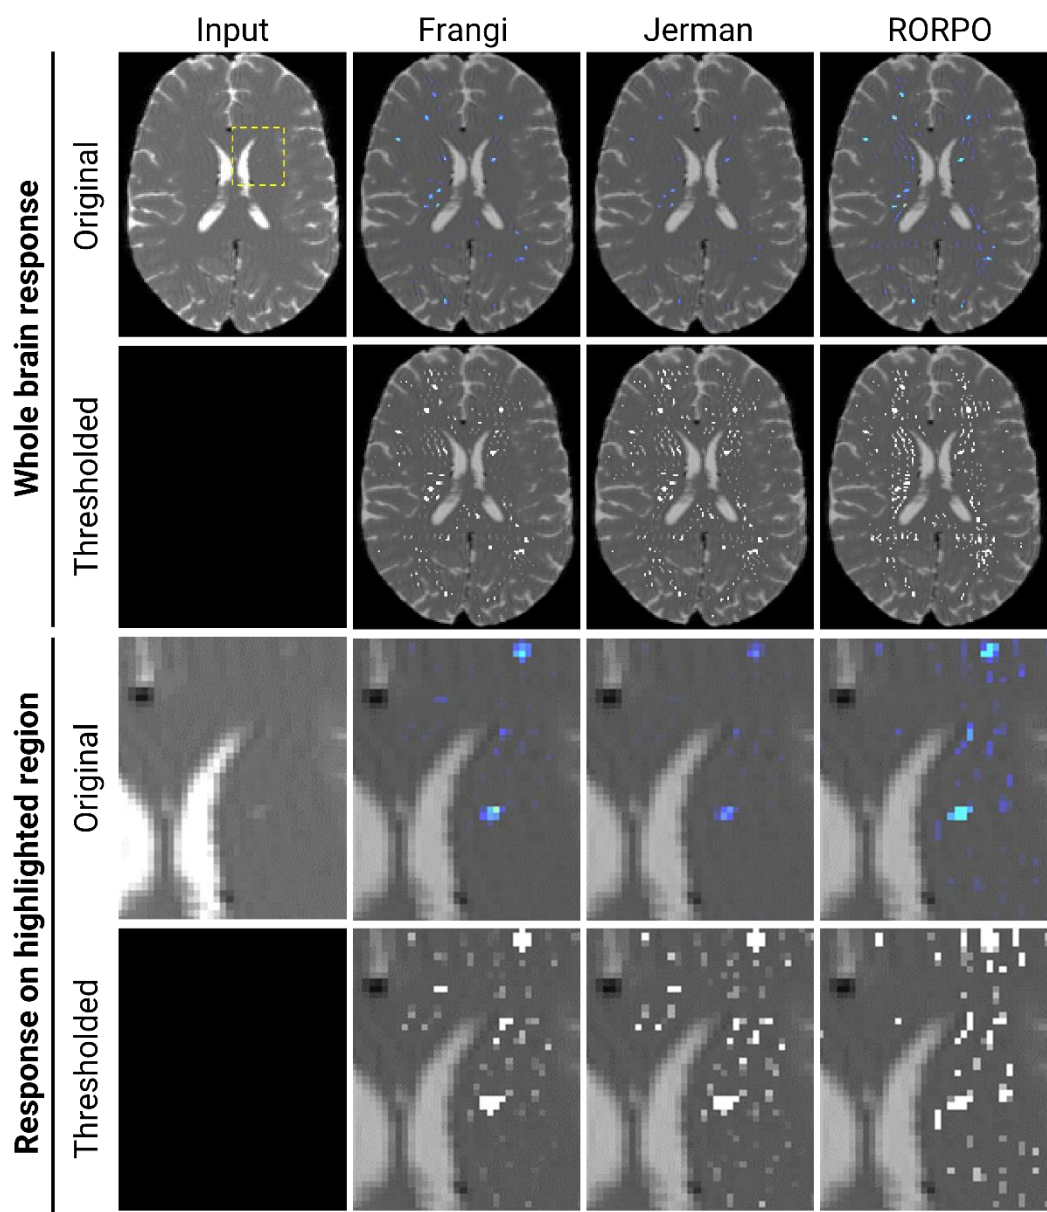 Input
Frangi
Jerman
RORPO
Whole brain response
Original
Thresholded
Response on highlighted region
Original
Thresholded